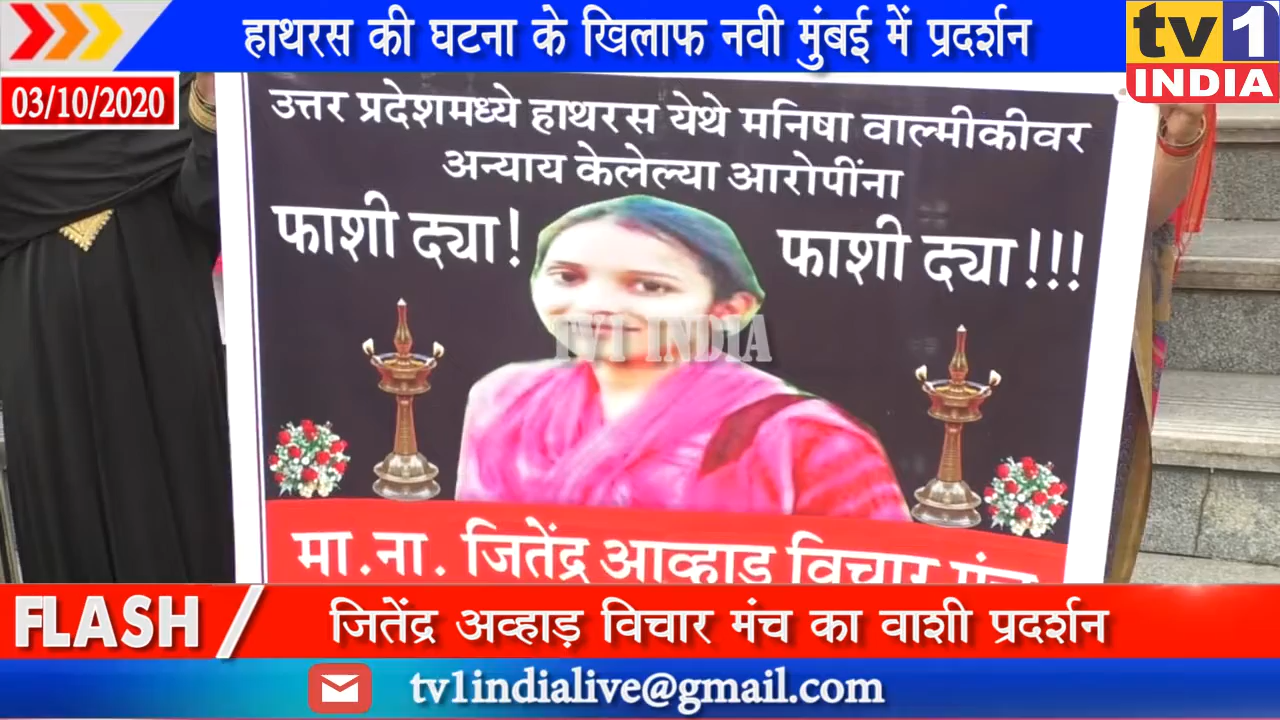 हाथरस की घटना के खिलाफ नवी मुंबई में प्रदर्शन
tv1
INDIA
03/10/2020
उत्तर प्रदेशमध्ये हाथरस येथे मनिषा वाल्मीकीवर
अन्याय केलेल्या आरोपींना
फाशी द्या!
फाशी द्या!!!
TV1 INDIA
मा.ना. जितेंद्र आव्हाड विचार मंच
FLASH /
जितेंद्र अव्हाड़ विचार मंच का वाशी प्रदर्शन
tv1indialive@gmail.com